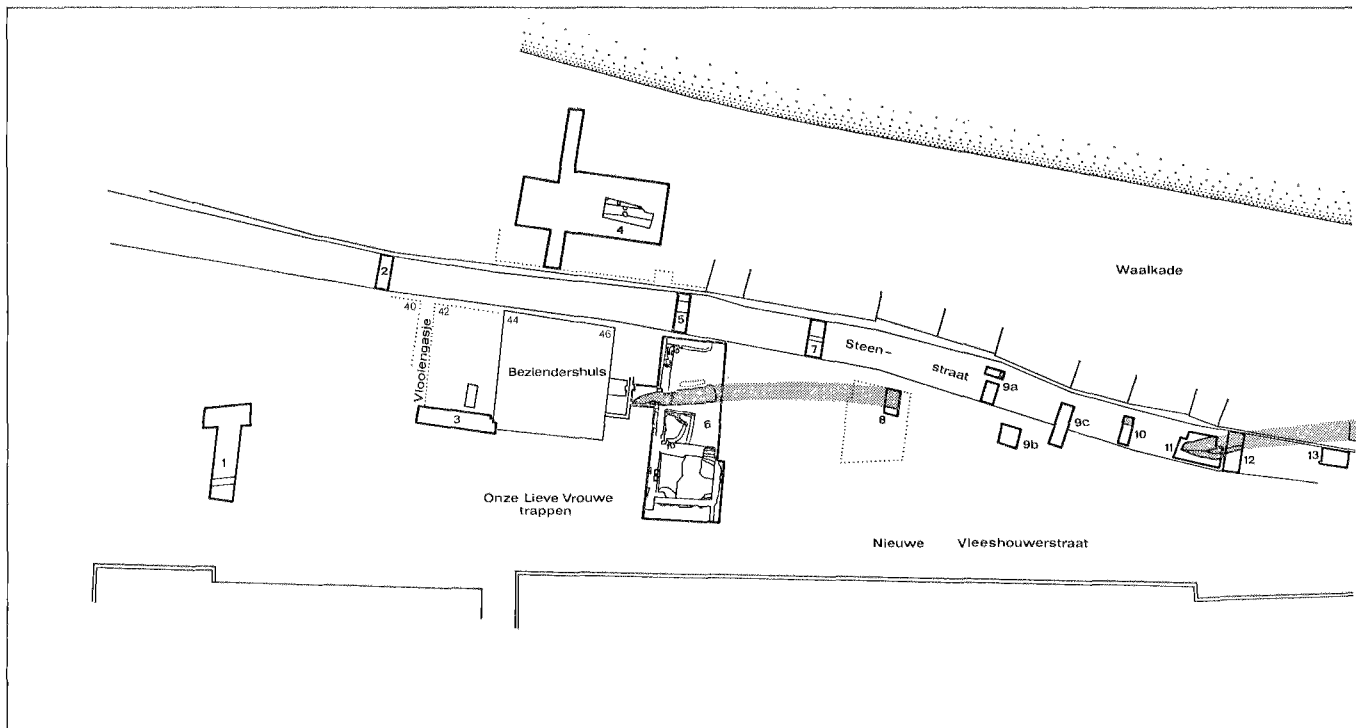 Waalkade
4
2
40
42
44
46
5
7
Steen-
straat
Vlooiengasje
Beziendershuis
9a
8
6
9c
10
11
12
13
9b
3
1
Onze Lieve Vrouwe
trappen
Nieuwe Vleeshouwerstraat